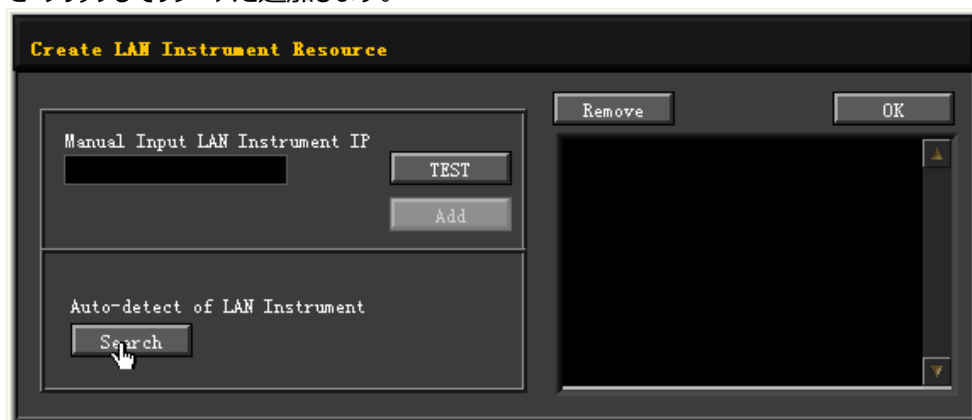 Create LAN Instrument Resource
Remove
OK
Manual Input LAN Instrument IP
TEST
Add
Auto-detect of LAN Instrument
Search